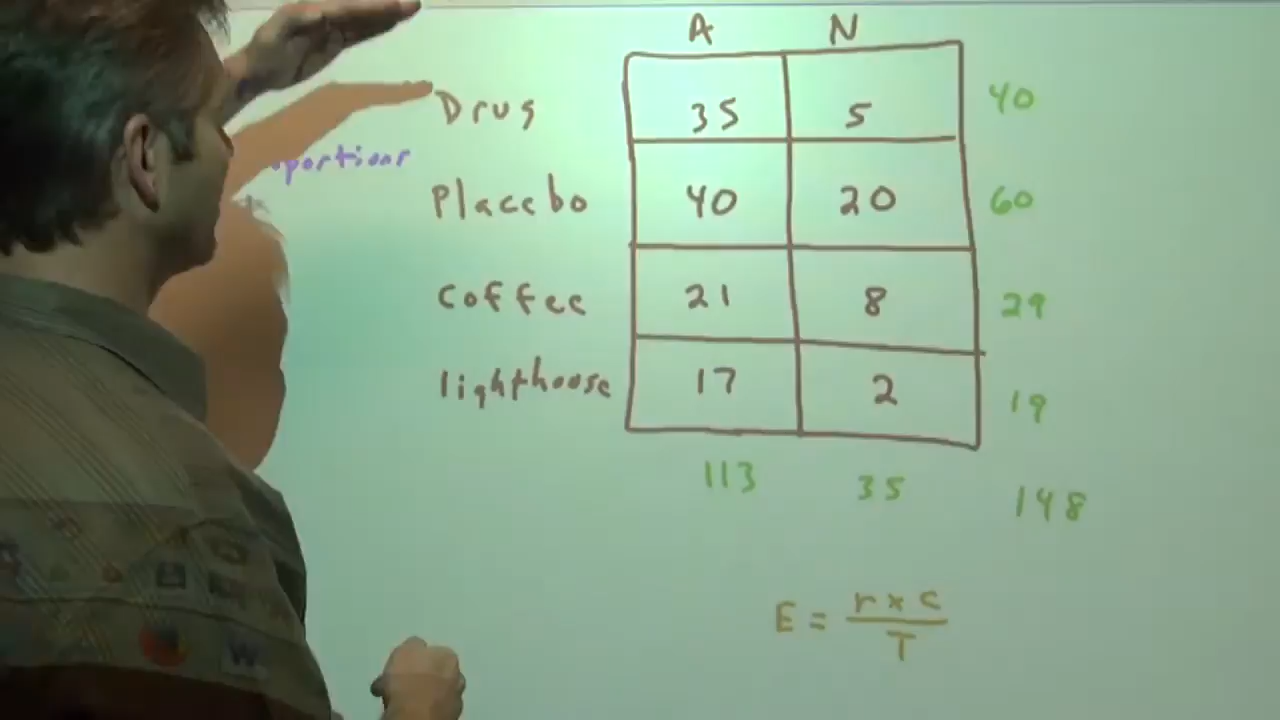 A N
Drug 35 5 40
oportions
Placebo 40 20 60
Coffee 21 8 29
lighthouse 17 2 19
113 35 148
E = r x c
T